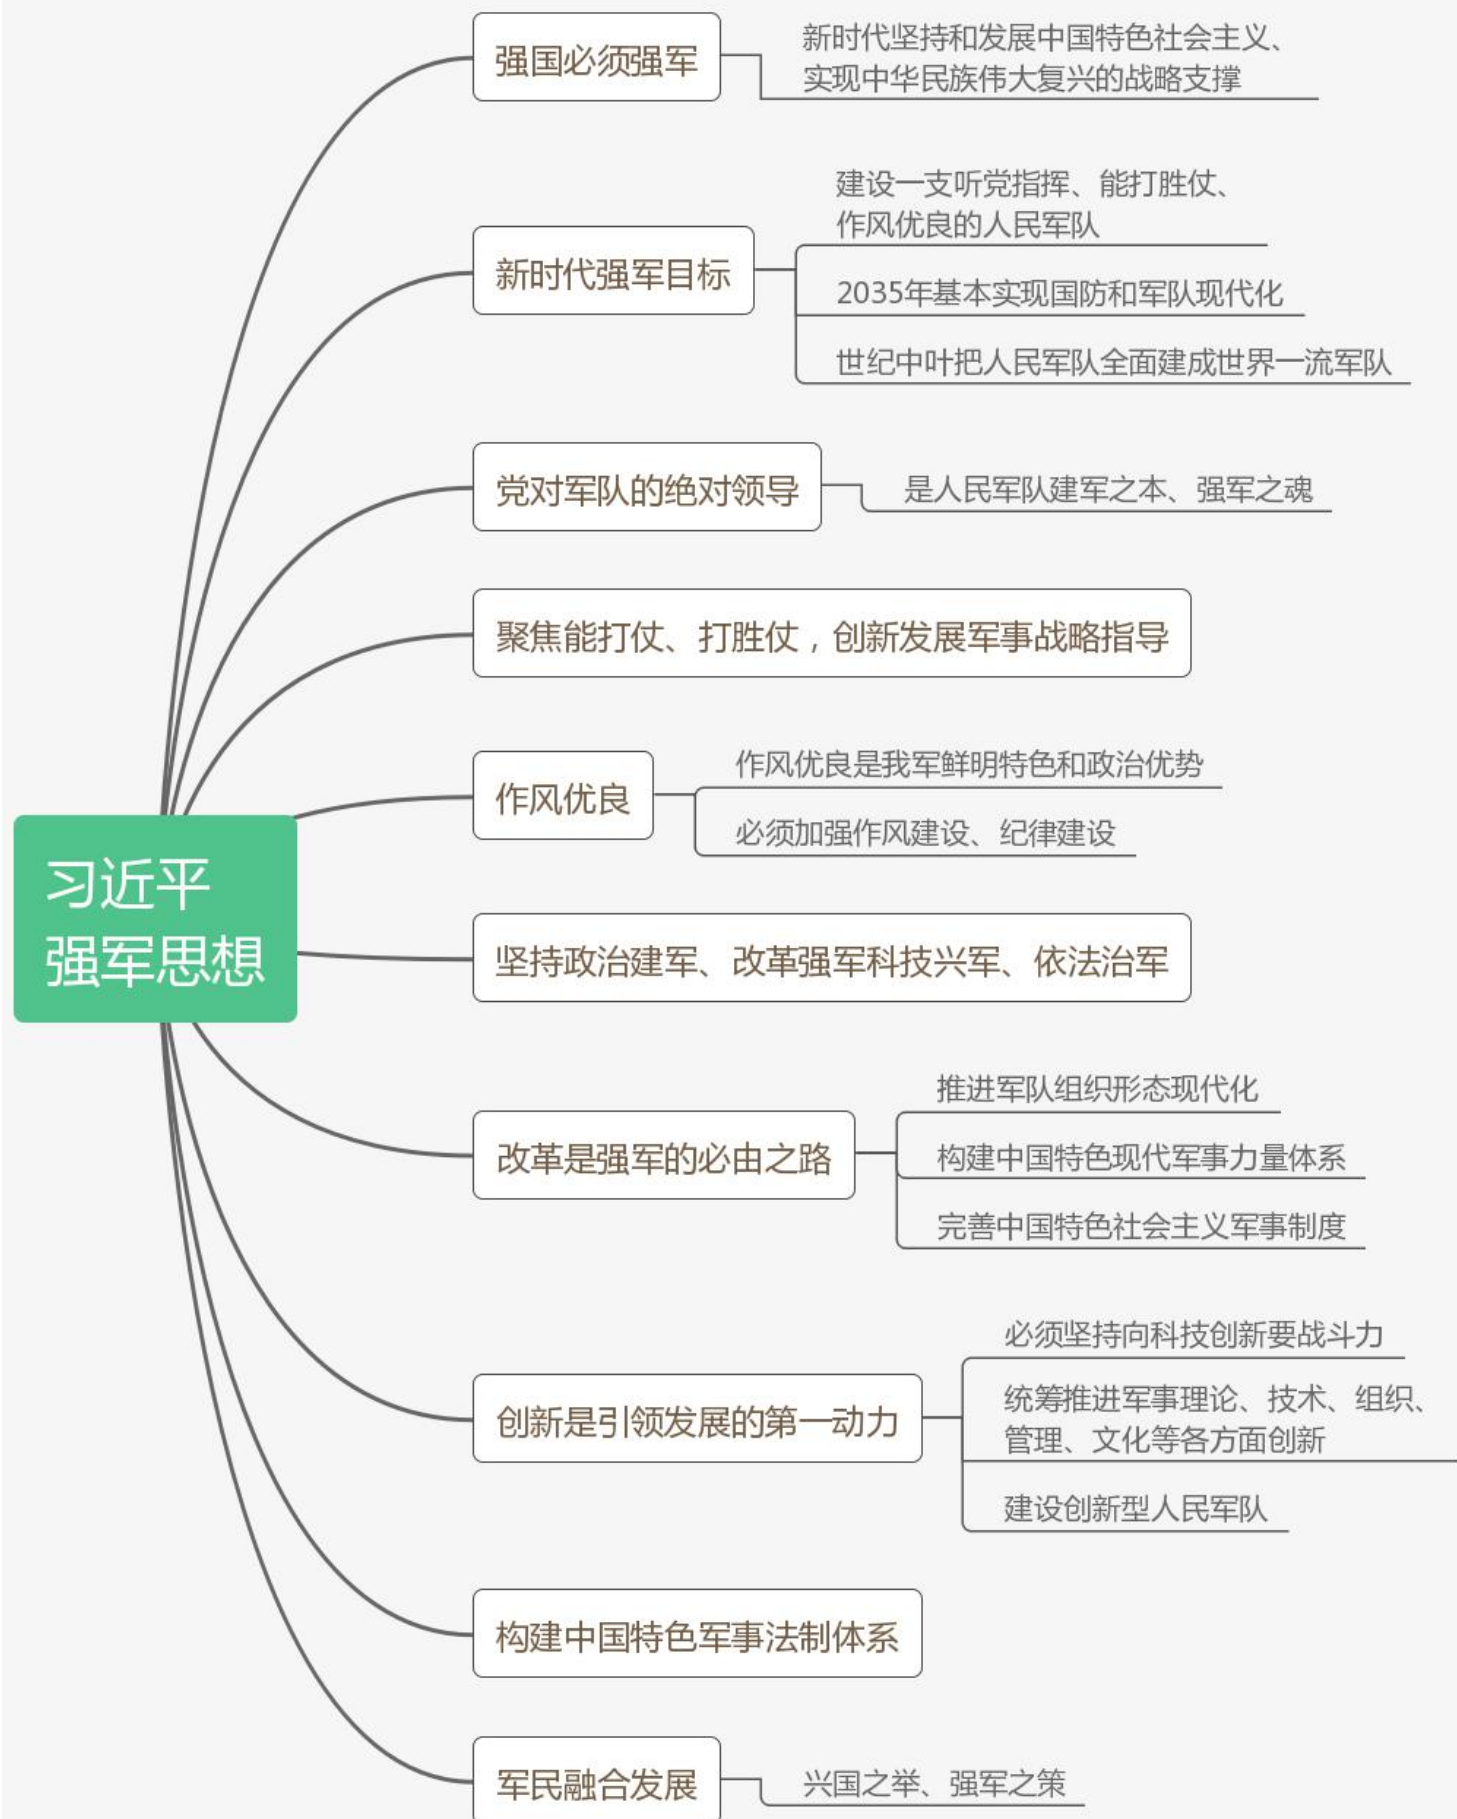 强国必须强军
新时代坚持和发展中国特色社会主义、
实现中华民族伟大复兴的战略支撑
新时代强军目标
建设一支听党指挥、能打胜仗、
作风优良的人民军队
2035年基本实现国防和军队现代化
世纪中叶把人民军队全面建成世界一流军队
党对军队的绝对领导
是人民军队建军之本、强军之魂
聚焦能打仗、打胜仗，创新发展军事战略指导
作风优良
作风优良是我军鲜明特色和政治优势
必须加强作风建设、纪律建设
习近平
强军思想
坚持政治建军、改革强军科技兴军、依法治军
改革是强军的必由之路
推进军队组织形态现代化
构建中国特色现代军事力量体系
完善中国特色社会主义军事制度
创新是引领发展的第一动力
必须坚持向科技创新要战斗力
统筹推进军事理论、技术、组织、
管理、文化等各方面创新
建设创新型人民军队
构建中国特色军事法制体系
军民融合发展
兴国之举、强军之策